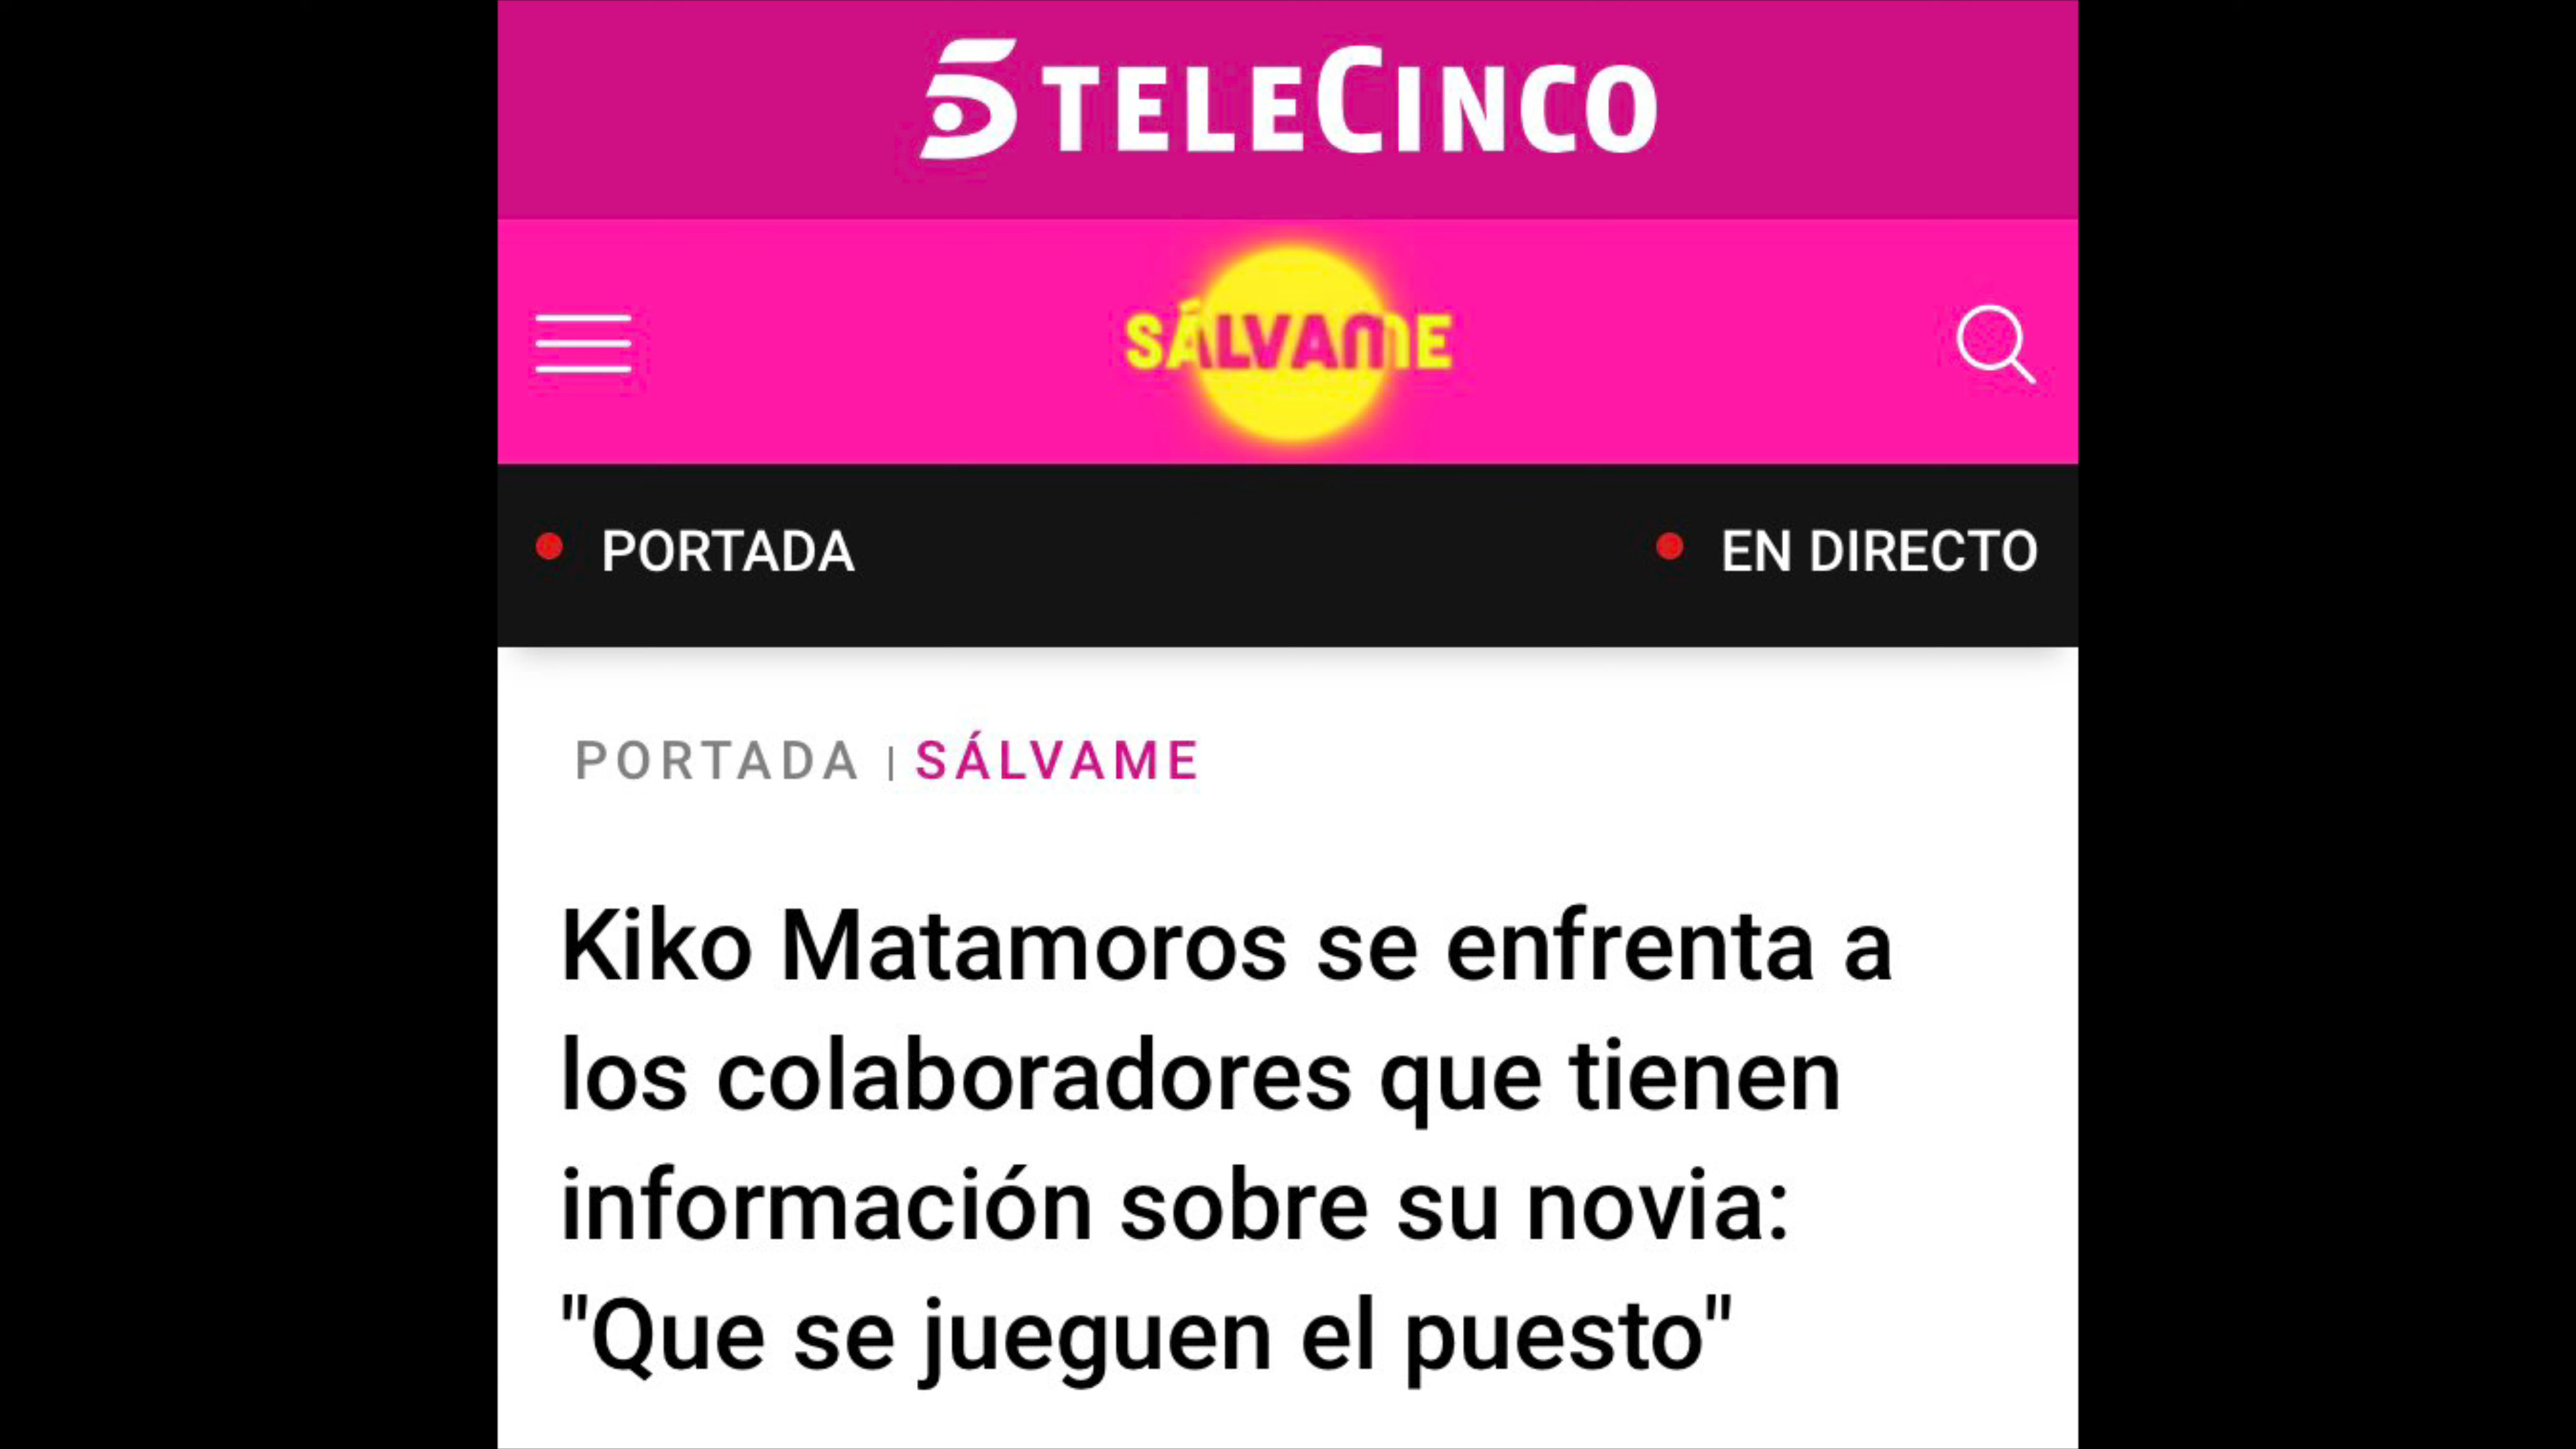 5 TELECINCO
SÁLVAME
PORTADA
EN DIRECTO
PORTADA | SÁLVAME
Kiko Matamoros se enfrenta a
los colaboradores que tienen
información sobre su novia:
"Que se jueguen el puesto"